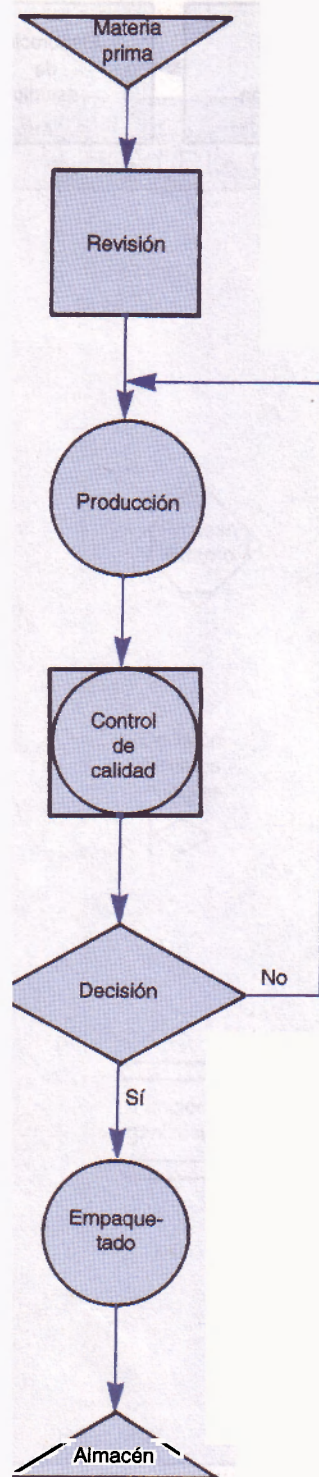 Materia
prima
Revisión
Producción
Control
de
calidad
Decisión
No
Sí
Empaque-
tado
Almacén